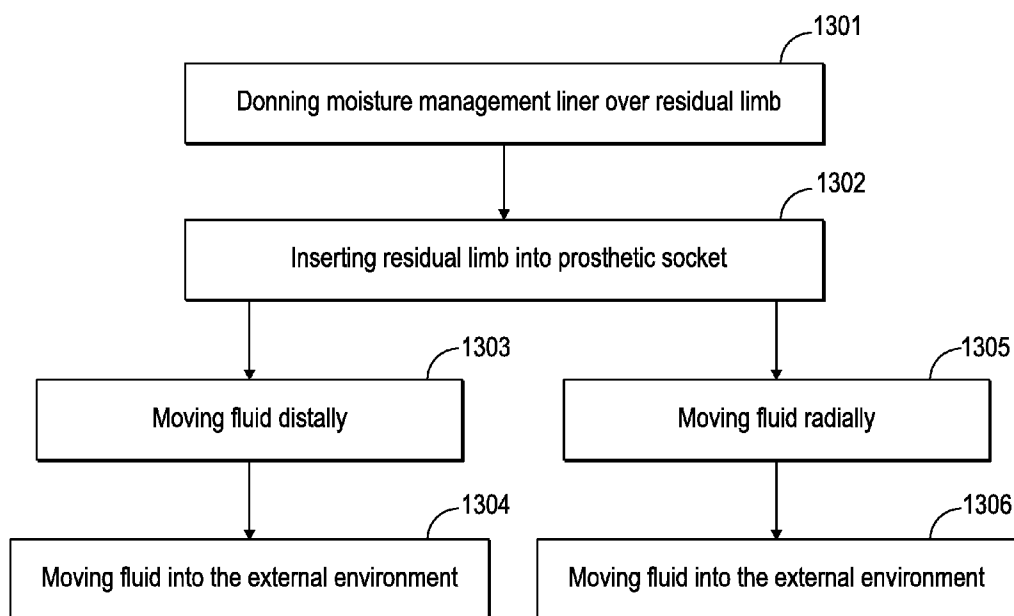 1301
Donning moisture management liner over residual limb
1302
Inserting residual limb into prosthetic socket
1303
Moving fluid distally
1305
Moving fluid radially
1304
Moving fluid into the external environment
1306
Moving fluid into the external environment